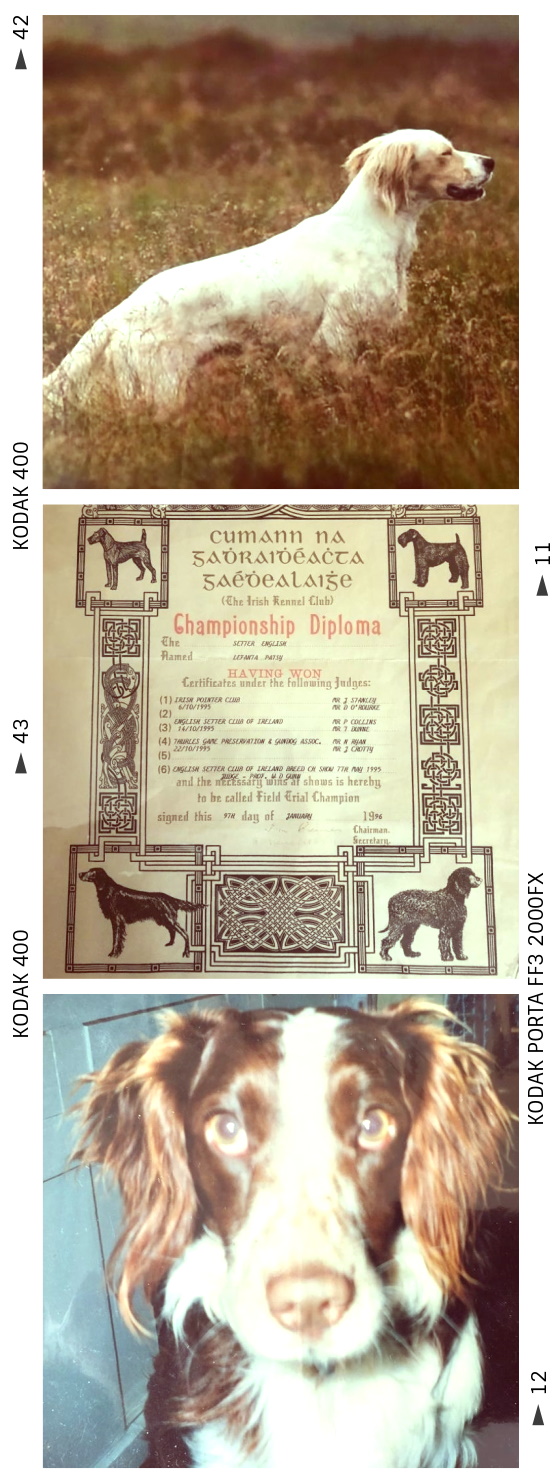 42
KODAK 400
cumann na
gaḋraiḋéaċta
gaéḋealaiġe
(The Irish Kennel Club)
Championship Diploma
The SETTER ENGLISH
Named LEFANTA PATSY
HAVING WON
Certificates under the following Judges:
(1) IRISH POINTER CLUB MR J STANLEY
6/10/1995 MR D O'ROURKE
(2)
ENGLISH SETTER CLUB OF IRELAND MR P COLLINS
(3) 14/10/1995 MR T DUNNE
(4) THURLES GAME PRESERVATION & GUNDOG ASSOC. MR N RYAN
22/10/1995 MR J CROTTY
(5)
(6) ENGLISH SETTER CLUB OF IRELAND BREED CH SHOW 7TH MAY 1995
JUDGE - PROF. W D GUNN
and the necessary wins at shows is hereby
to be called Field Trial Champion
signed this 9TH day of JANUARY 1996
Chairman.
Secretary.
11
43
KODAK 400
KODAK PORTA FF3 2000FX
12